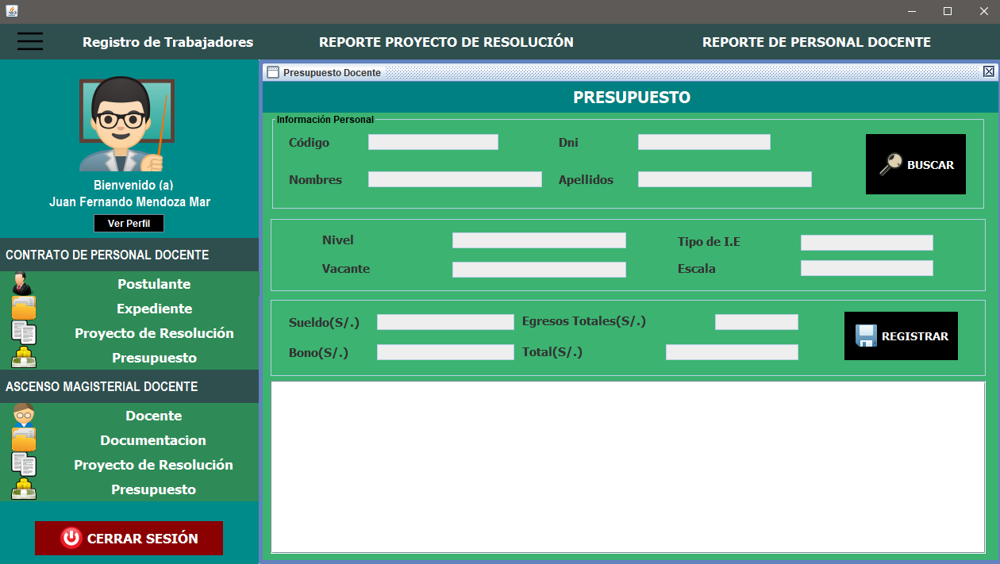 Registro de Trabajadores
REPORTE PROYECTO DE RESOLUCIÓN
REPORTE DE PERSONAL DOCENTE
Bienvenido (a)
Juan Fernando Mendoza Mar
Ver Perfil
CONTRATO DE PERSONAL DOCENTE
Postulante
Expediente
Proyecto de Resolución
Presupuesto
ASCENSO MAGISTERIAL DOCENTE
Docente
Documentacion
Proyecto de Resolución
Presupuesto
CERRAR SESIÓN
Presupuesto Docente
PRESUPUESTO
Información Personal
Código
Dni
Nombres
Apellidos
BUSCAR
Nivel
Tipo de I.E
Vacante
Escala
Sueldo(S/.)
Egresos Totales(S/.)
Bono(S/.)
Total(S/.)
REGISTRAR